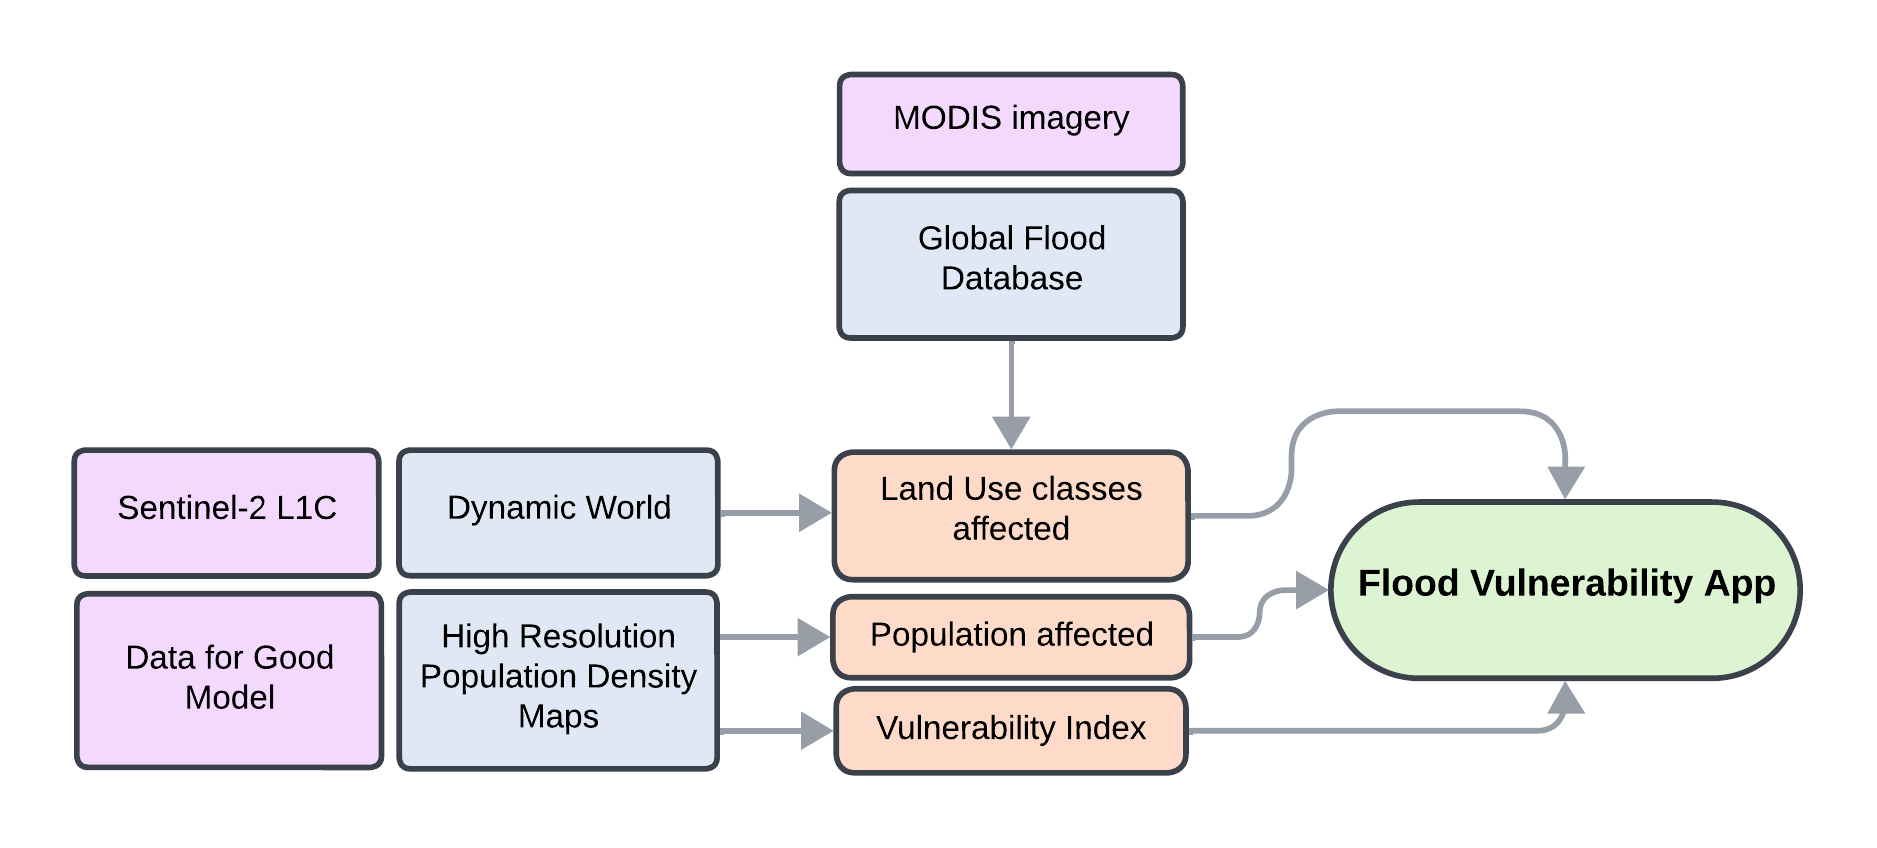 MODIS imagery
Global Flood
Database
Sentinel-2 L1C
Dynamic World
Land Use classes
affected
Data for Good
Model
High Resolution
Population Density
Maps
Population affected
Vulnerability Index
Flood Vulnerability App